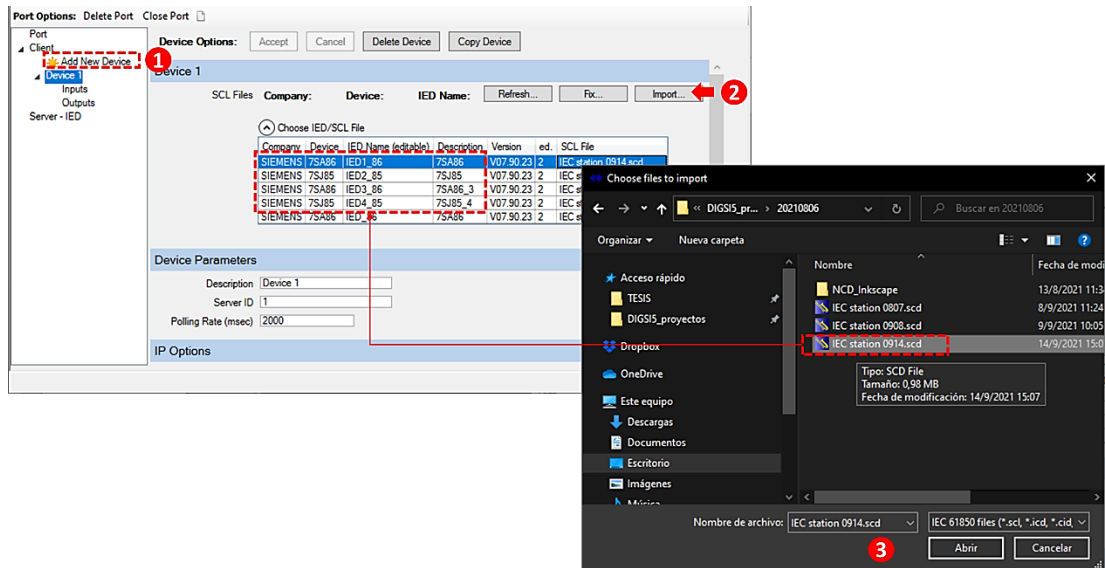 Port Options: Delete Port Close Port
Port
Client
Add New Device
Device 1
Inputs
Outputs
Server - IED
1
Device Options: Accept Cancel Delete Device Copy Device
Device 1
SCL Files Company: Device: IED Name: Refresh... Fix... Import...
2
Choose IED/SCL File
Company Device IED Name (editable) Description Version ed. SCL File
SIEMENS 7SA86 IED1_86 7SA86 V07.90.23 2 IEC station 0914.scd
SIEMENS 7SJ85 IED2_85 7SJ85 V07.90.23 2 IEC s
SIEMENS 7SA86 IED3_86 7SA86_3 V07.90.23 2 IEC s
SIEMENS 7SJ85 IED4_85 7SJ85_4 V07.90.23 2 IEC s
SIEMENS 7SA86 IED_86 7SA86 V07.90.23 2 IEC s
Device Parameters
Description Device 1
Server ID 1
Polling Rate (msec) 2000
IP Options
Choose files to import
« DIGSI5_pr... › 20210806
Buscar en 20210806
Organizar Nueva carpeta
Acceso rápido
TESIS
DIGSI5_proyectos
Dropbox
OneDrive
Este equipo
Descargas
Documentos
Escritorio
Imágenes
Música
Nombre Fecha de modi
NCD_Inkscape 13/8/2021 11:3
IEC station 0807.scd 8/9/2021 11:24
IEC station 0908.scd 9/9/2021 10:05
IEC station 0914.scd 14/9/2021 15:0
Tipo: SCD File
Tamaño: 0,98 MB
Fecha de modificación: 14/9/2021 15:07
Nombre de archivo: IEC station 0914.scd IEC 61850 files (*.scl, *.icd, *.cid,
3
Abrir Cancelar